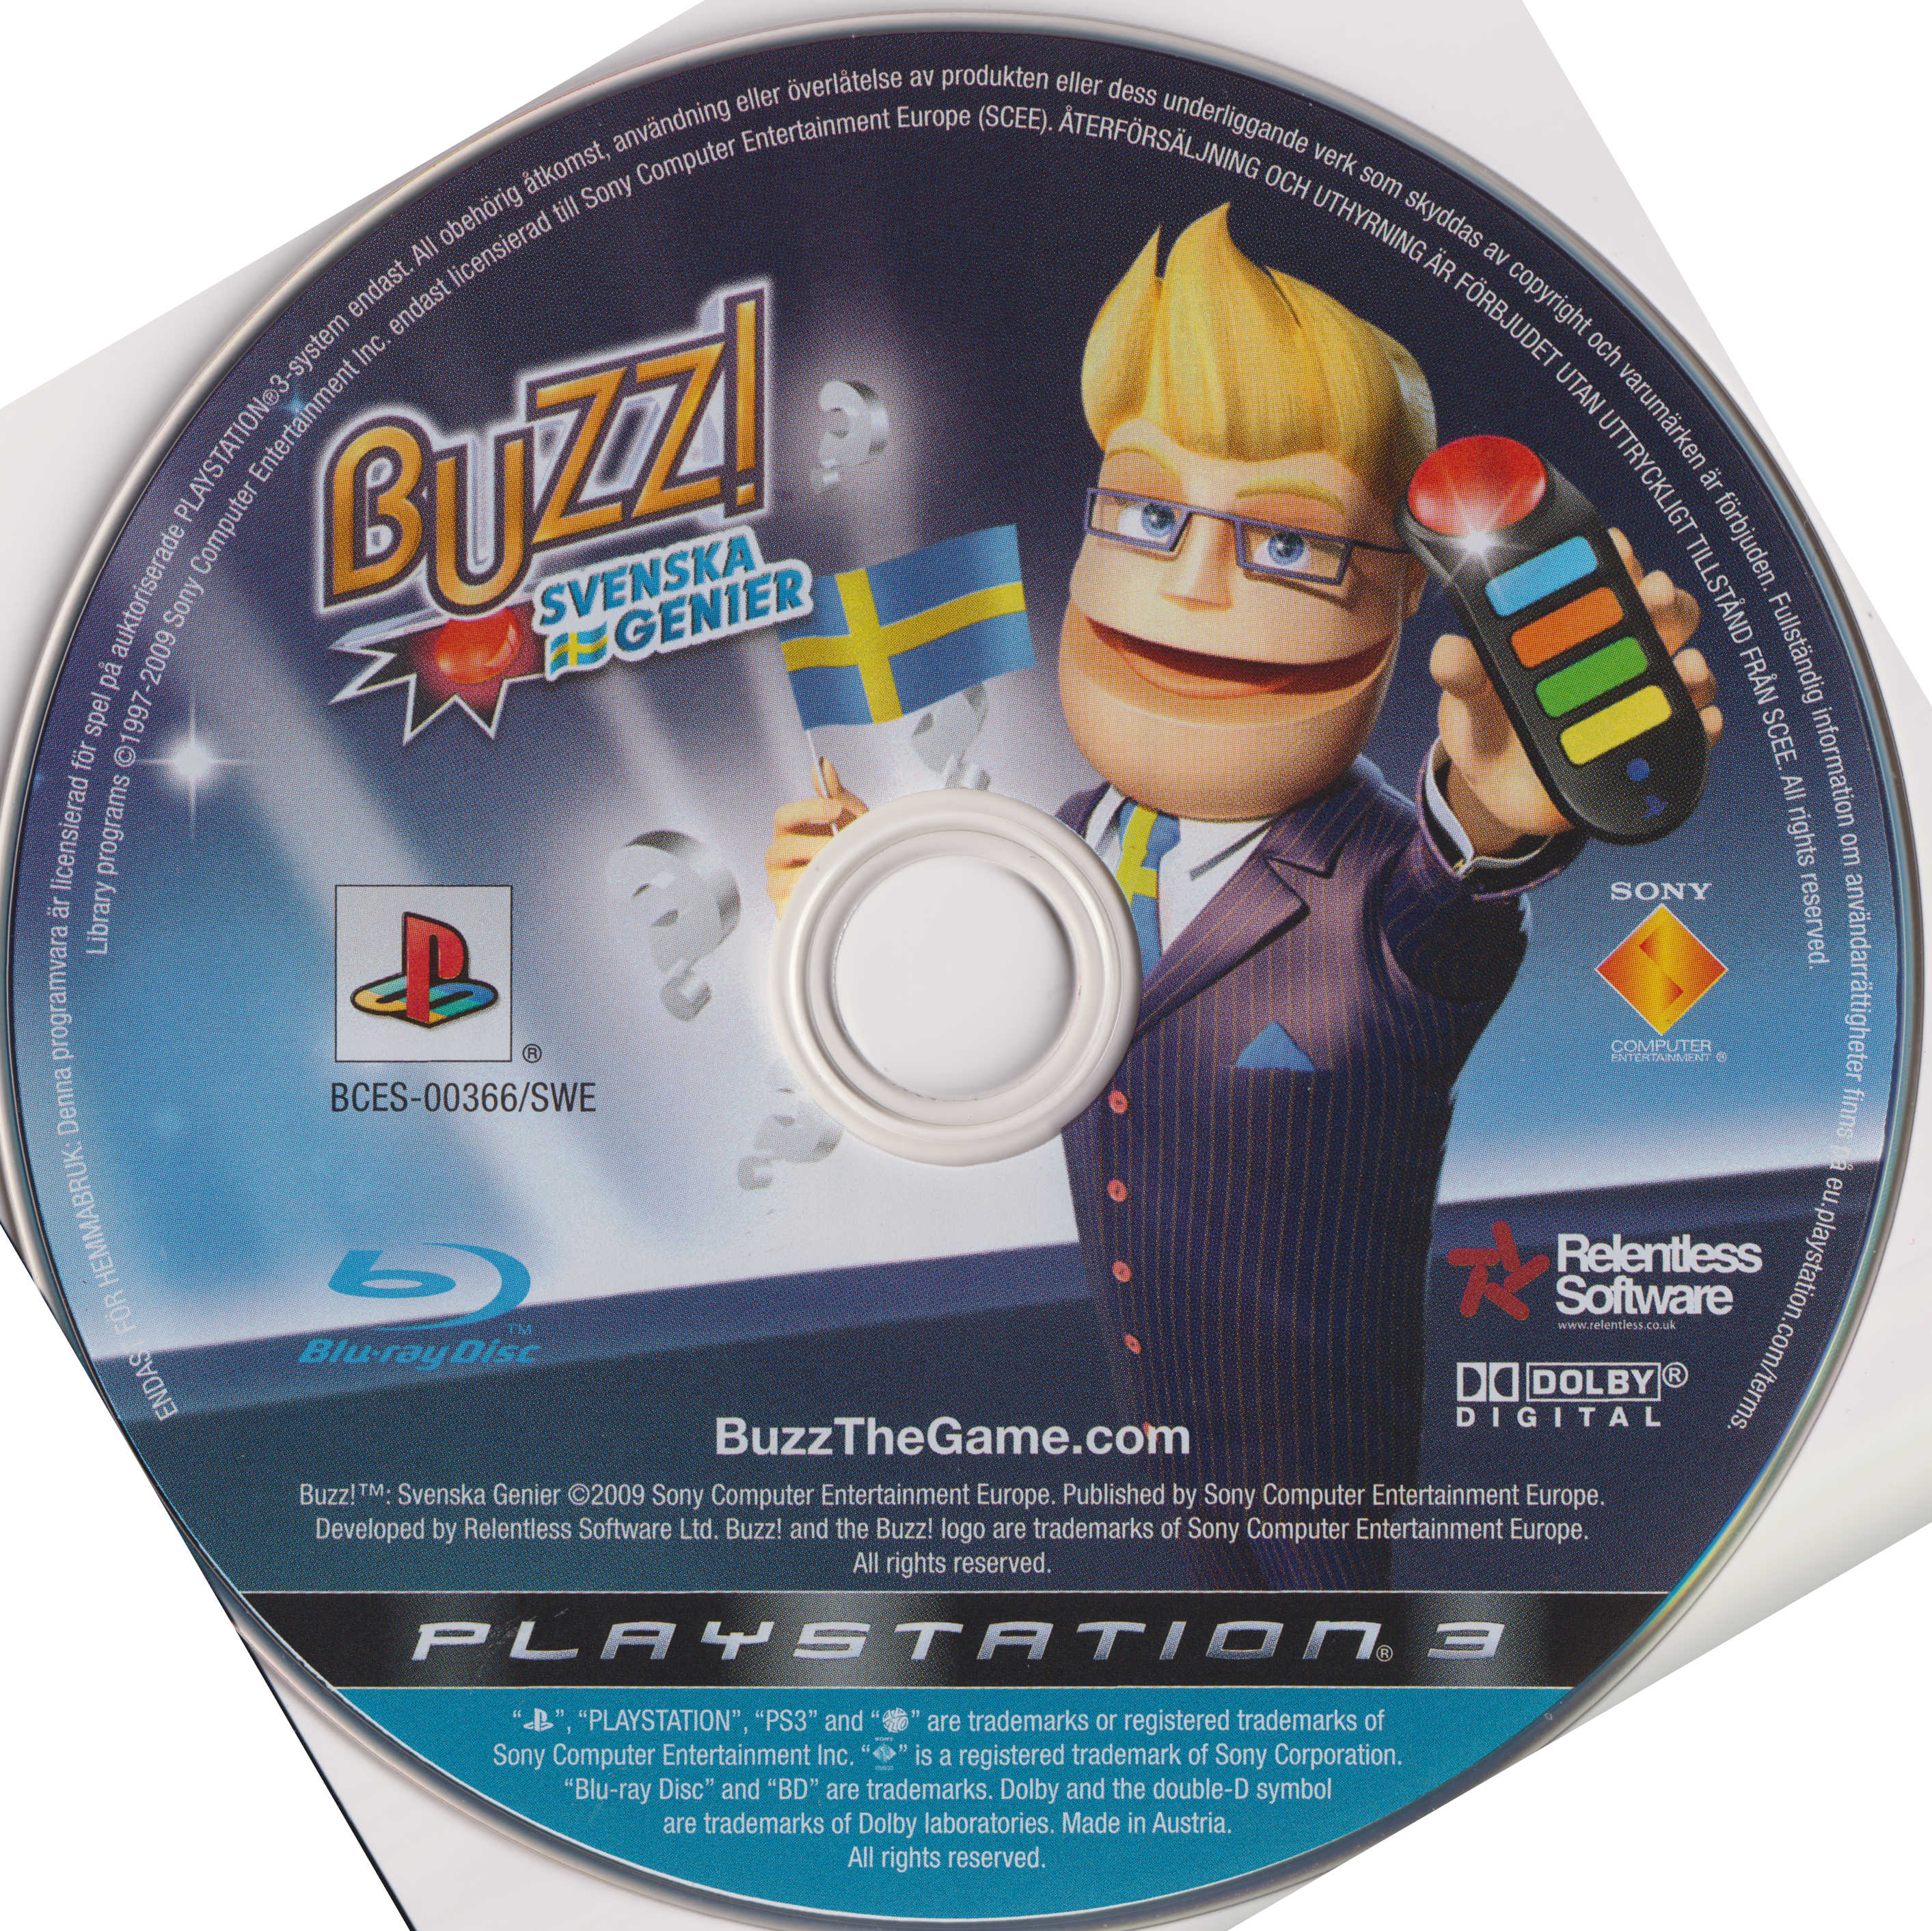 ENDAST FÖR HEMMABRUK: Denna programvara är licensierad för spel på auktoriserade PLAYSTATION®3-system endast. All obehörig åtkomst, användning eller överlåtelse av produkten eller dess underliggande verk som skyddas av copyright och varumärken är förbjuden. Fullständig information om användarrättigheter finns på eu.playstation.com/terms.
Library programs ©1997-2009 Sony Computer Entertainment Inc. endast licensierad till Sony Computer Entertainment Europe (SCEE). ÅTERFÖRSÄLJNING OCH UTHYRNING ÄR FÖRBJUDET UTAN UTTRYCKLIGT TILLSTÅND FRÅN SCEE. All rights reserved.
BUZZ!
SVENSKA
GENIER
SONY
COMPUTER
ENTERTAINMENT ®
®
BCES-00366/SWE
Blu-ray Disc™
Relentless
Software
www.relentless.co.uk
DOLBY®
DIGITAL
BuzzTheGame.com
Buzz!™: Svenska Genier ©2009 Sony Computer Entertainment Europe. Published by Sony Computer Entertainment Europe.
Developed by Relentless Software Ltd. Buzz! and the Buzz! logo are trademarks of Sony Computer Entertainment Europe.
All rights reserved.
PLAYSTATION® 3
“ ”, “PLAYSTATION”, “PS3” and “ ” are trademarks or registered trademarks of
Sony Computer Entertainment Inc. “ ” is a registered trademark of Sony Corporation.
“Blu-ray Disc” and “BD” are trademarks. Dolby and the double-D symbol
are trademarks of Dolby laboratories. Made in Austria.
All rights reserved.